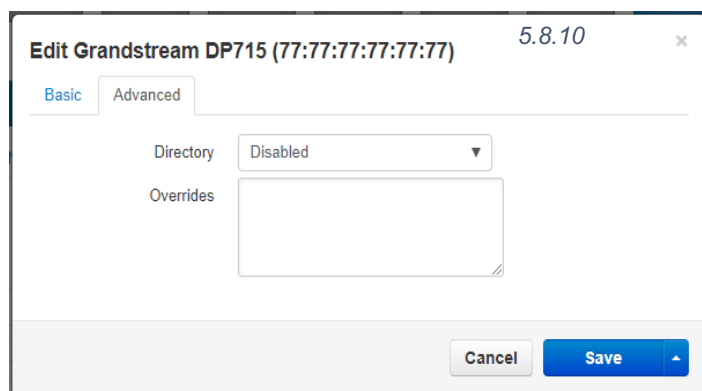 Edit Grandstream DP715 (77:77:77:77:77:77) 5.8.10 ×
Basic Advanced
Directory Disabled
Overrides
Cancel Save